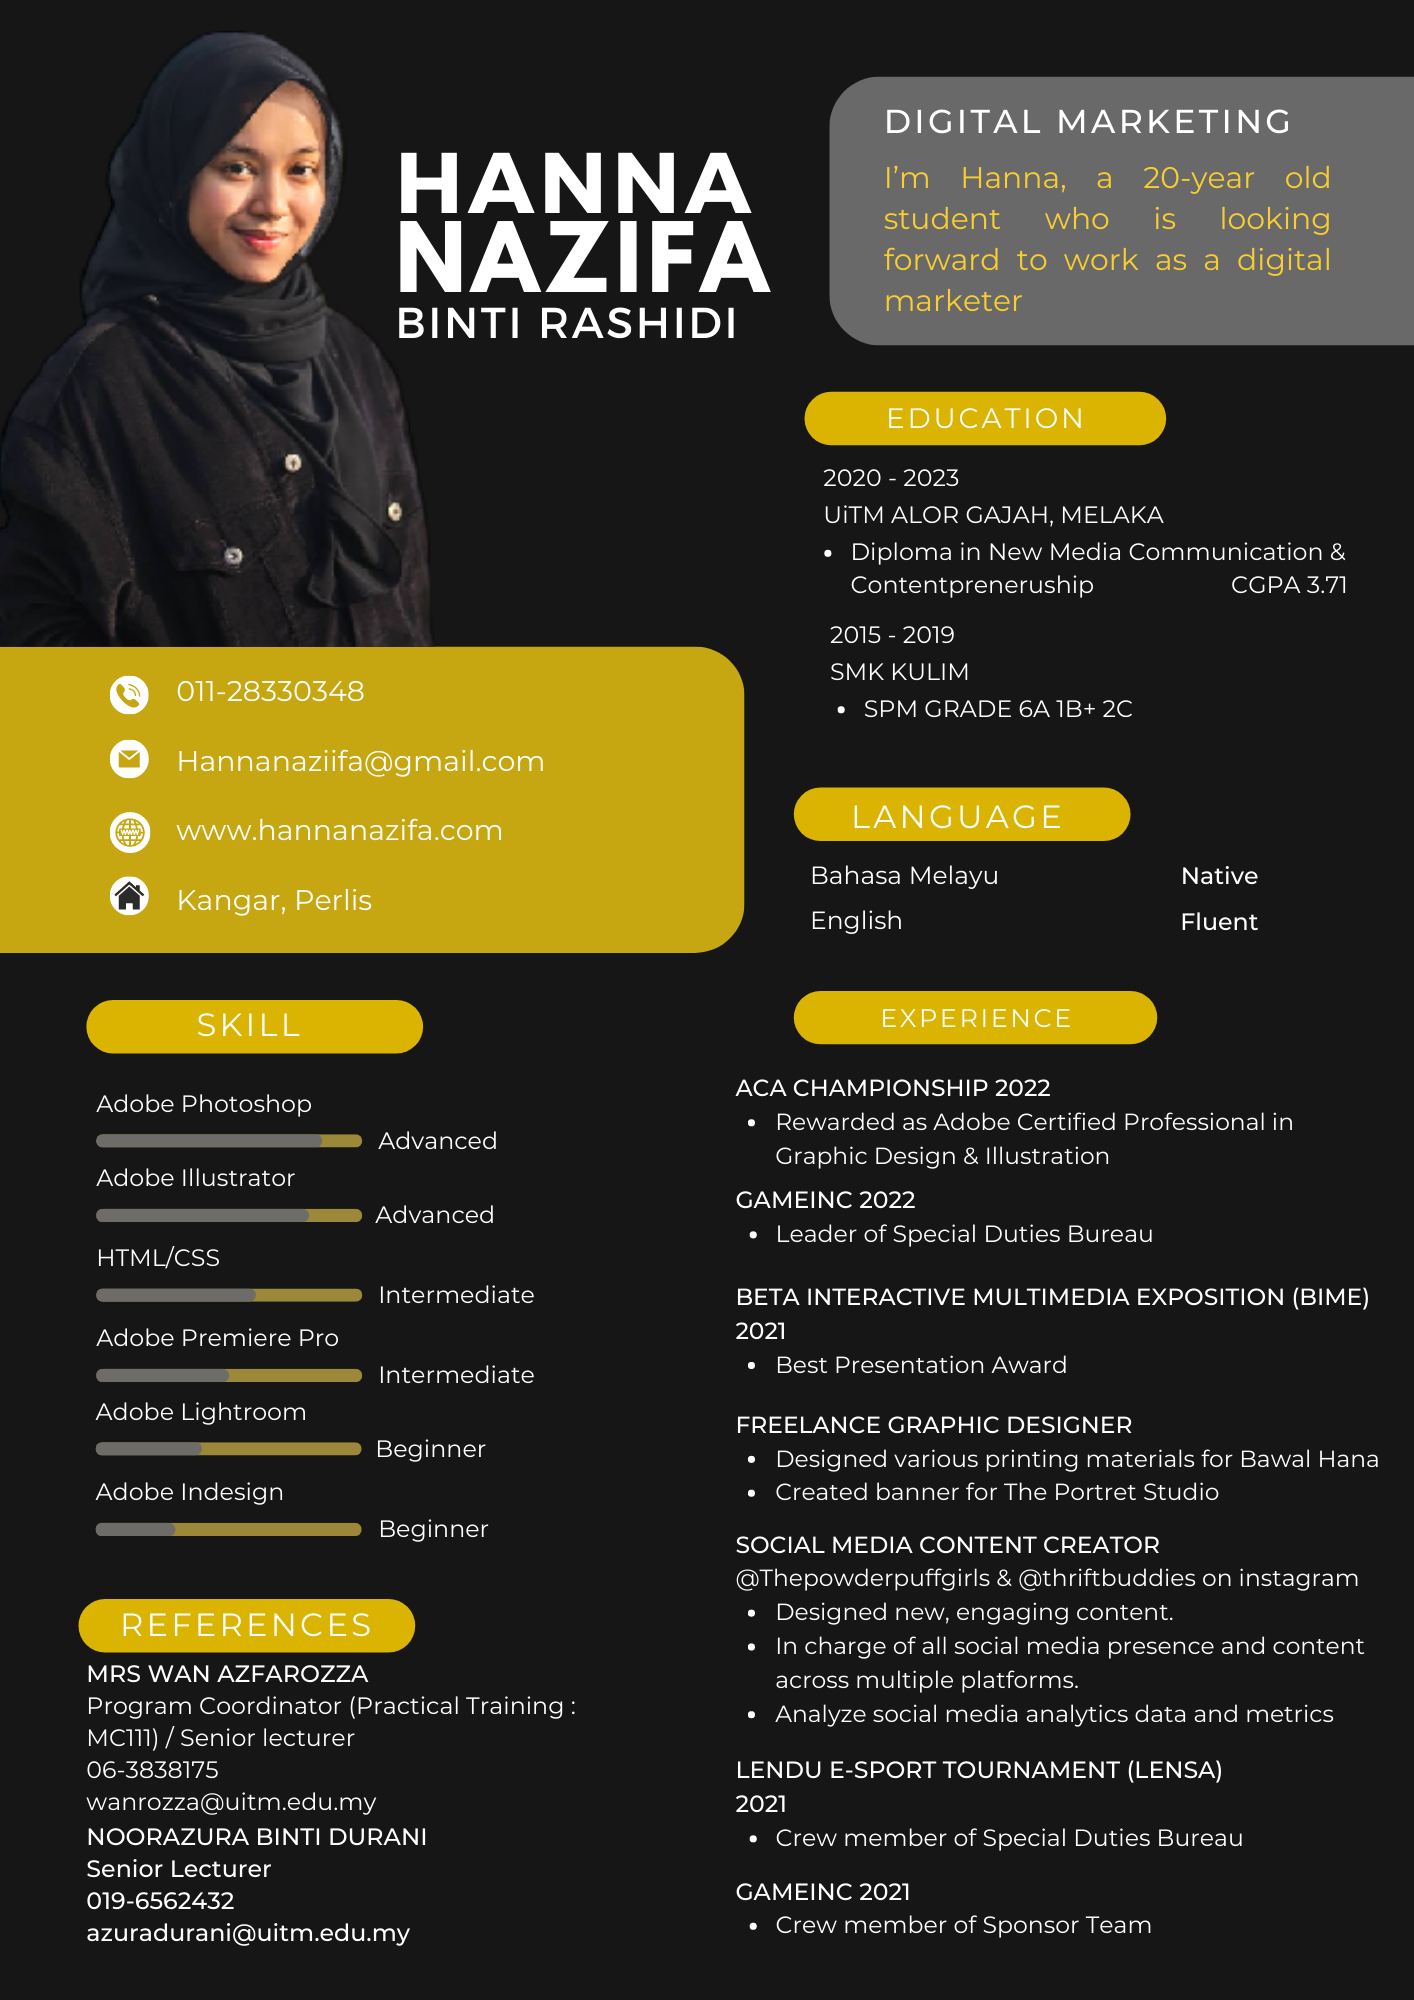 HANNA
NAZIFA
BINTI RASHIDI
DIGITAL MARKETING
I'm Hanna, a 20-year old
student who is looking
forward to work as a digital
marketer
011-28330348
Hannanaziifa@gmail.com
www.hannanazifa.com
Kangar, Perlis
EDUCATION
2020 - 2023
UiTM ALOR GAJAH, MELAKA
• Diploma in New Media Communication &
Contentpreneruship CGPA 3.71
2015 - 2019
SMK KULIM
• SPM GRADE 6A 1B+ 2C
LANGUAGE
Bahasa Melayu Native
English Fluent
SKILL
Adobe Photoshop
Advanced
Adobe Illustrator
Advanced
HTML/CSS
Intermediate
Adobe Premiere Pro
Intermediate
Adobe Lightroom
Beginner
Adobe Indesign
Beginner
REFERENCES
MRS WAN AZFAROZZA
Program Coordinator (Practical Training :
MC111) / Senior lecturer
06-3838175
wanrozza@uitm.edu.my
NOORAZURA BINTI DURANI
Senior Lecturer
019-6562432
azuradurani@uitm.edu.my
EXPERIENCE
ACA CHAMPIONSHIP 2022
• Rewarded as Adobe Certified Professional in
Graphic Design & Illustration
GAMEINC 2022
• Leader of Special Duties Bureau
BETA INTERACTIVE MULTIMEDIA EXPOSITION (BIME)
2021
• Best Presentation Award
FREELANCE GRAPHIC DESIGNER
• Designed various printing materials for Bawal Hana
• Created banner for The Portret Studio
SOCIAL MEDIA CONTENT CREATOR
@Thepowderpuffgirls & @thriftbuddies on instagram
• Designed new, engaging content.
• In charge of all social media presence and content
across multiple platforms.
• Analyze social media analytics data and metrics
LENDU E-SPORT TOURNAMENT (LENSA)
2021
• Crew member of Special Duties Bureau
GAMEINC 2021
• Crew member of Sponsor Team